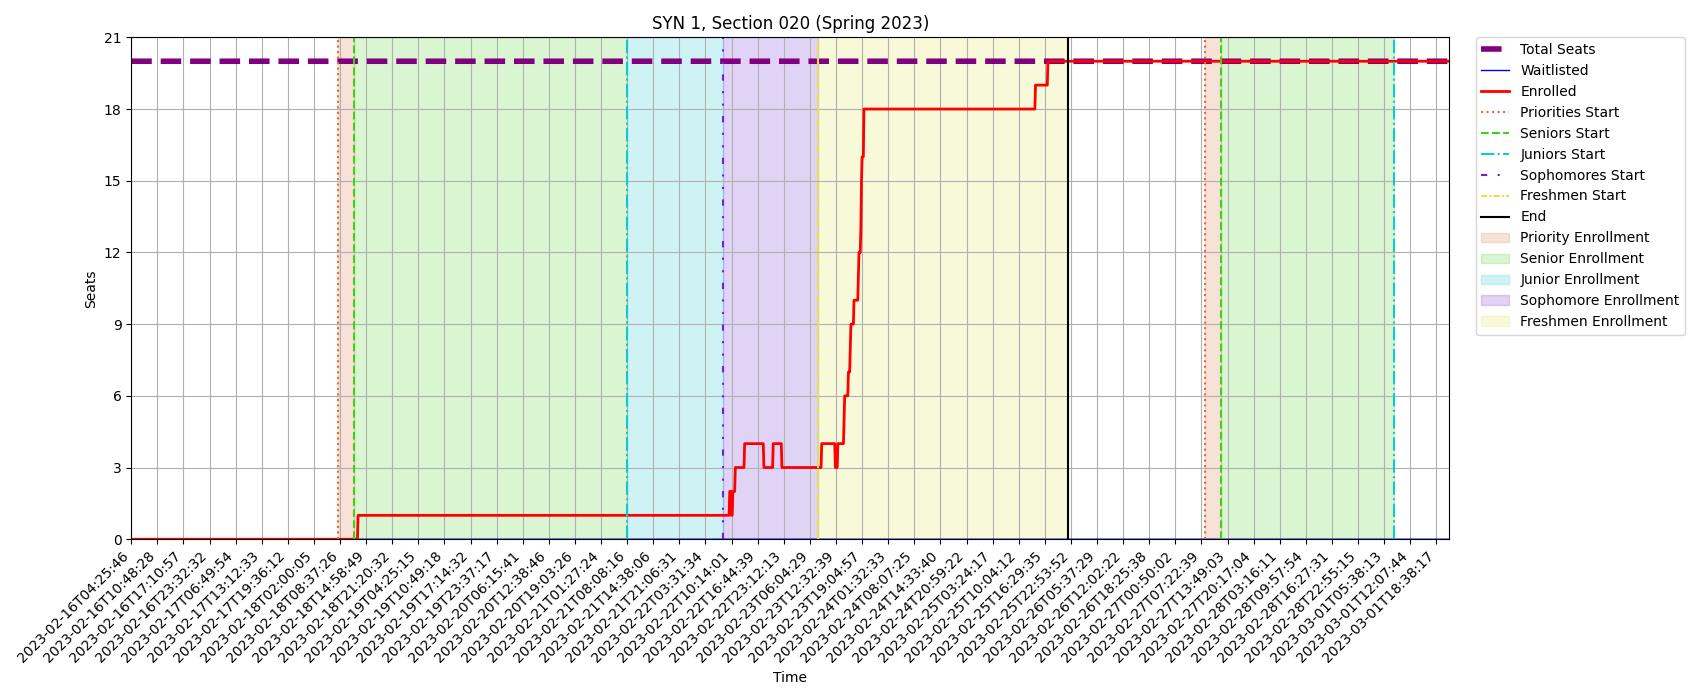 SYN 1, Section 020 (Spring 2023)
21
18
15
12
9
6
3
0
Seats
2023-02-16T04:25:46
2023-02-16T10:48:28
2023-02-16T17:10:57
2023-02-16T23:32:32
2023-02-17T06:49:54
2023-02-17T13:12:33
2023-02-17T19:36:12
2023-02-18T02:00:05
2023-02-18T08:37:26
2023-02-18T14:58:49
2023-02-18T21:20:32
2023-02-19T04:25:15
2023-02-19T10:49:18
2023-02-19T17:14:32
2023-02-19T23:37:17
2023-02-20T06:15:41
2023-02-20T12:38:46
2023-02-20T19:03:26
2023-02-21T01:27:24
2023-02-21T08:08:16
2023-02-21T14:38:06
2023-02-21T21:06:31
2023-02-22T03:31:34
2023-02-22T10:14:01
2023-02-22T16:44:39
2023-02-22T23:12:13
2023-02-23T06:04:29
2023-02-23T12:32:39
2023-02-23T19:04:57
2023-02-24T01:32:33
2023-02-24T08:07:25
2023-02-24T14:33:40
2023-02-24T20:59:22
2023-02-25T03:24:17
2023-02-25T10:04:12
2023-02-25T16:29:35
2023-02-25T22:53:52
2023-02-26T05:37:29
2023-02-26T12:02:22
2023-02-26T18:25:38
2023-02-27T00:50:02
2023-02-27T07:22:39
2023-02-27T13:49:03
2023-02-27T20:17:04
2023-02-28T03:16:11
2023-02-28T09:57:54
2023-02-28T16:27:31
2023-02-28T22:55:15
2023-03-01T05:38:13
2023-03-01T12:07:44
2023-03-01T18:38:17
Time
Total Seats
Waitlisted
Enrolled
Priorities Start
Seniors Start
Juniors Start
Sophomores Start
Freshmen Start
End
Priority Enrollment
Senior Enrollment
Junior Enrollment
Sophomore Enrollment
Freshmen Enrollment